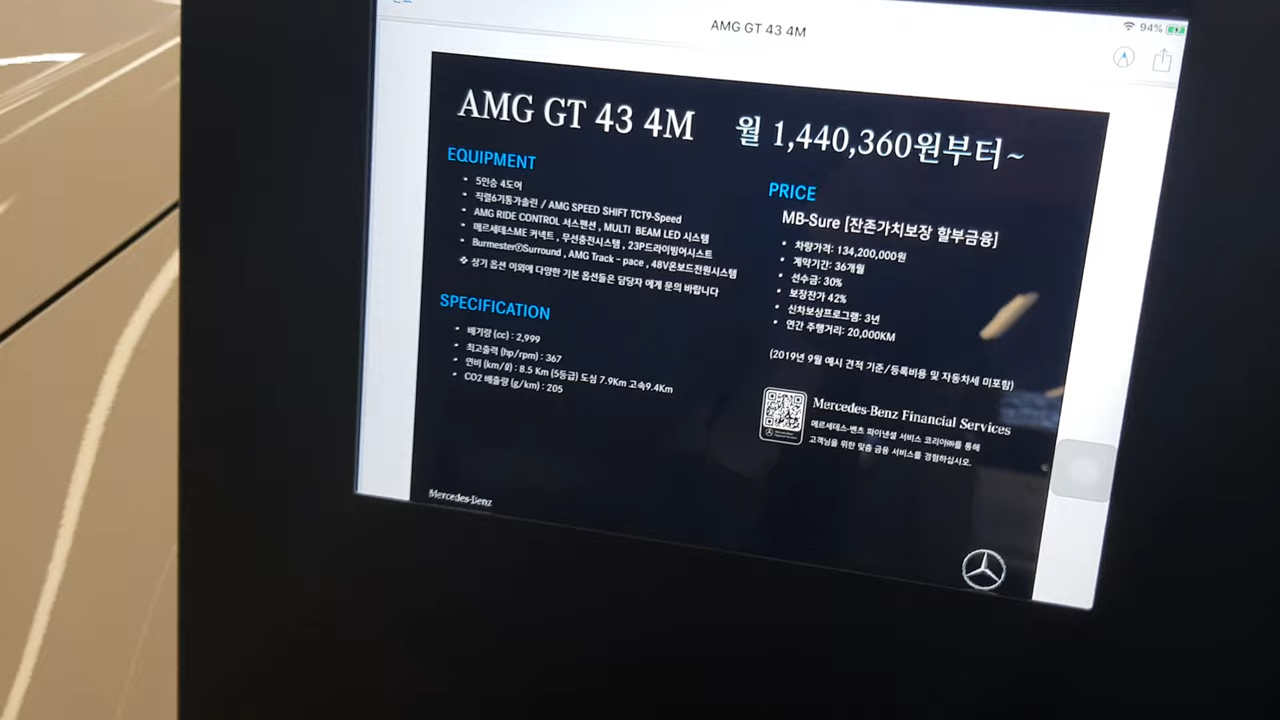 AMG GT 43 4M
94%
AMG GT 43 4M
월 1,440,360원부터~
EQUIPMENT
• 5인승 4도어
• 직렬6기통가솔린 / AMG SPEED SHIFT TCT9-Speed
• AMG RIDE CONTROL 서스펜션 , MULTI BEAM LED 시스템
• 메르세데스ME 커넥트 , 무선충전시스템 , 23P드라이빙어시스트
• BurmesterⓇSurround , AMG Track - pace , 48V온보드전원시스템
❖ 상기 옵션 이외에 다양한 기본 옵션들은 담당자 에게 문의 바랍니다
SPECIFICATION
• 배기량 (cc) : 2,999
• 최고출력 (hp/rpm) : 367
• 연비 (km/ℓ) : 8.5 Km (5등급) 도심 7.9Km 고속9.4Km
• CO2 배출량 (g/km) : 205
PRICE
MB-Sure [잔존가치보장 할부금융]
• 차량가격: 134,200,000원
• 계약기간: 36개월
• 선수금: 30%
• 보장잔가 42%
• 신차보상프로그램: 3년
• 연간 주행거리: 20,000KM
(2019년 9월 예시 견적 기준/등록비용 및 자동차세 미포함)
Mercedes-Benz Financial Services
메르세데스-벤츠 파이낸셜 서비스 코리아㈜를 통해
고객님을 위한 맞춤 금융 서비스를 경험하십시오.
Mercedes-Benz